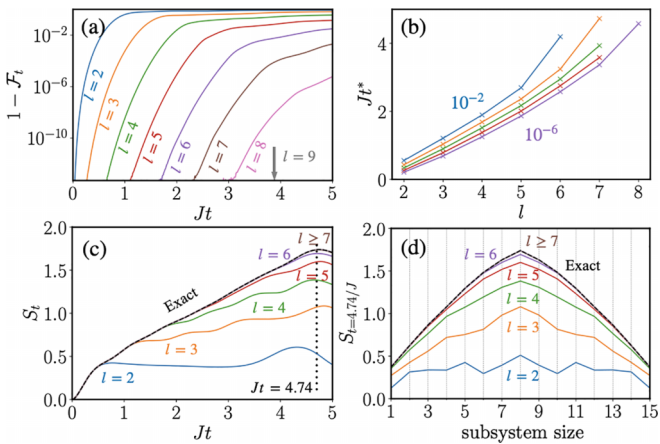 (a)
1 − ℱₜ
10⁻²
10⁻⁶
10⁻¹⁰
l = 2
l = 3
l = 4
l = 5
l = 6
l = 7
l = 8
l = 9
0 1 2 3 4 5
Jt
(b)
Jt*
4
2
0
10⁻²
10⁻⁶
2 3 4 5 6 7 8
l
(c)
Sₜ
2.0
1.5
1.0
0.5
0.0
l ≥ 7
l = 6
l = 5
Exact
l = 4
l = 3
l = 2
Jt = 4.74
0 1 2 3 4 5
Jt
(d)
Sₜ₌₄.₇₄/J
2.0
1.5
1.0
0.5
0.0
l ≥ 7
l = 6
Exact
l = 5
l = 4
l = 3
l = 2
1 3 5 7 9 11 13 15
subsystem size